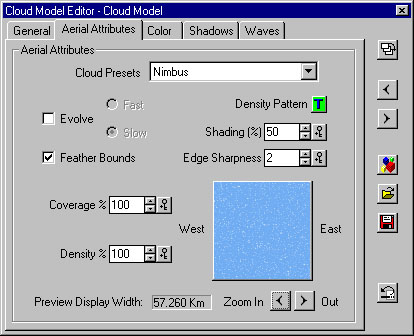 Cloud Model Editor - Cloud Model
General Aerial Attributes Color Shadows Waves
Aerial Attributes
Cloud Presets Nimbus
Fast Density Pattern T
Evolve
Slow Shading (%) 50
Feather Bounds Edge Sharpness 2
Coverage % 100
West East
Density % 100
Preview Display Width: 57.260 Km Zoom In < > Out